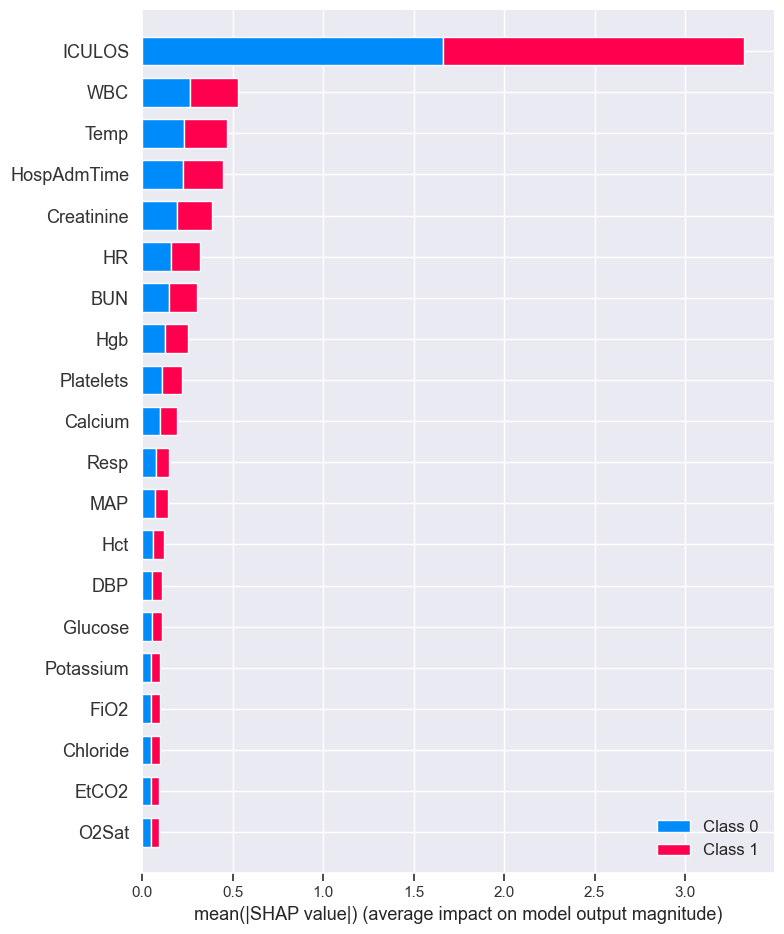 ICULOS
WBC
Temp
HospAdmTime
Creatinine
HR
BUN
Hgb
Platelets
Calcium
Resp
MAP
Hct
DBP
Glucose
Potassium
FiO2
Chloride
EtCO2
O2Sat
Class 0
Class 1
0.0 0.5 1.0 1.5 2.0 2.5 3.0
mean(|SHAP value|) (average impact on model output magnitude)